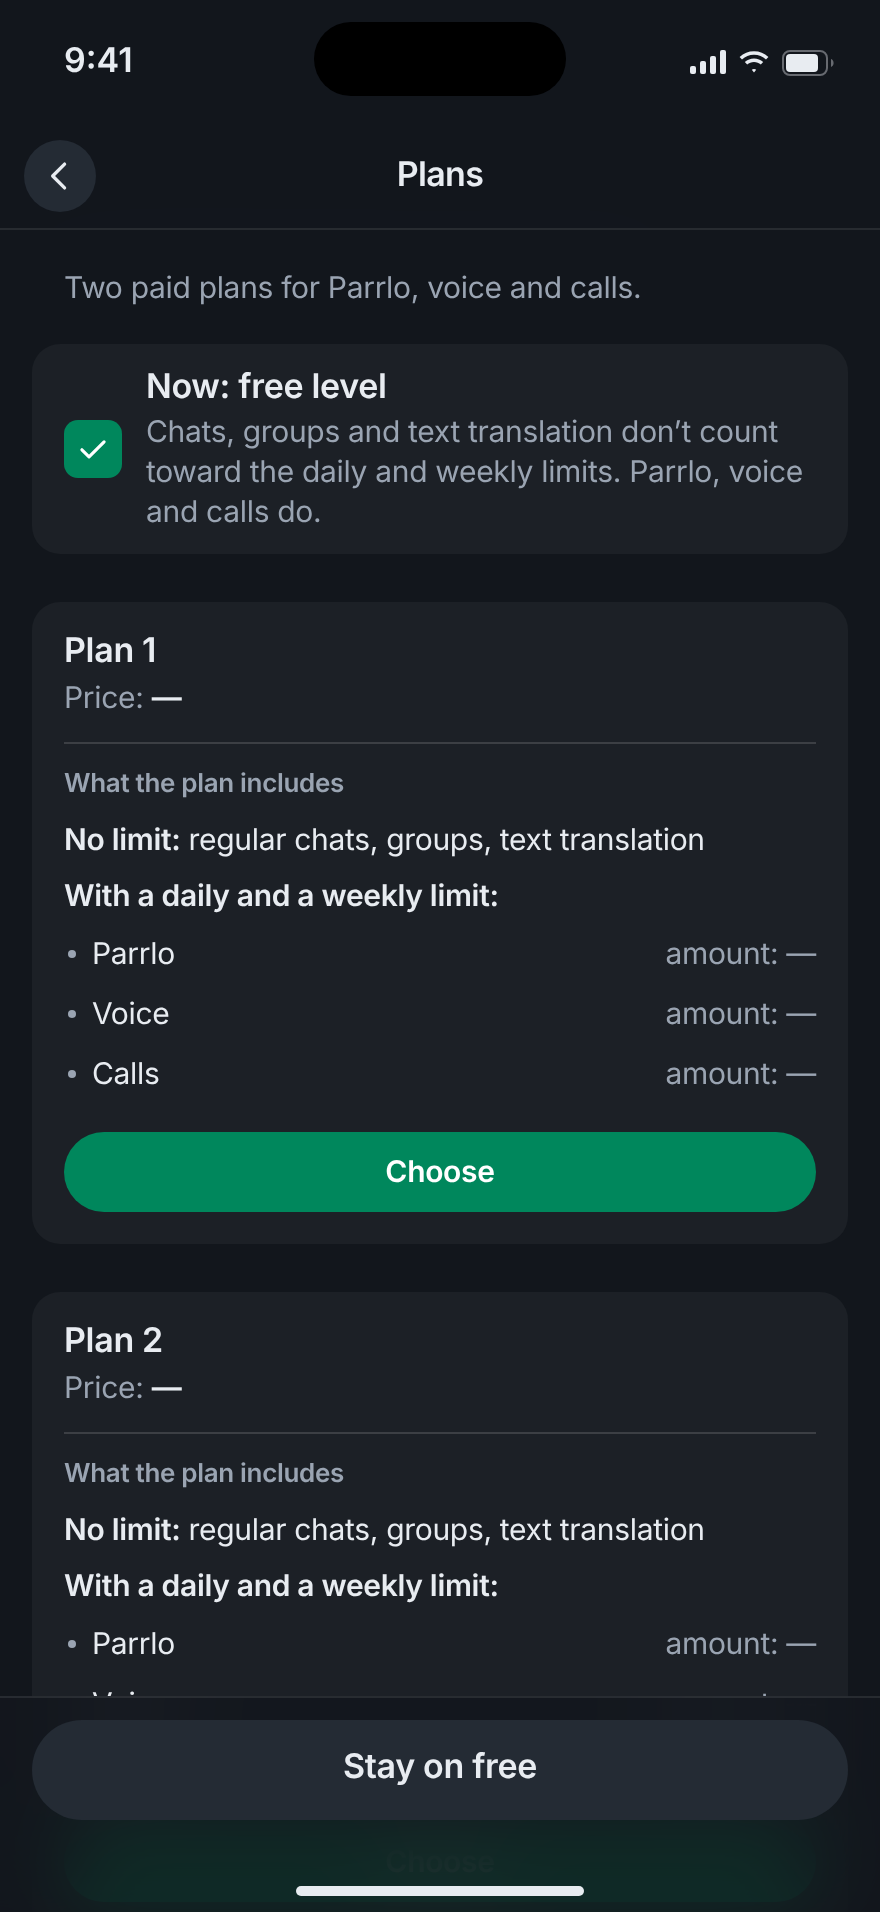 9:41
Plans
Two paid plans for Parrlo, voice and calls.
Now: free level
Chats, groups and text translation don’t count
toward the daily and weekly limits. Parrlo, voice
and calls do.
Plan 1
Price: —
What the plan includes
No limit: regular chats, groups, text translation
With a daily and a weekly limit:
• Parrlo amount: —
• Voice amount: —
• Calls amount: —
Choose
Plan 2
Price: —
What the plan includes
No limit: regular chats, groups, text translation
With a daily and a weekly limit:
• Parrlo amount: —
Stay on free
Choose